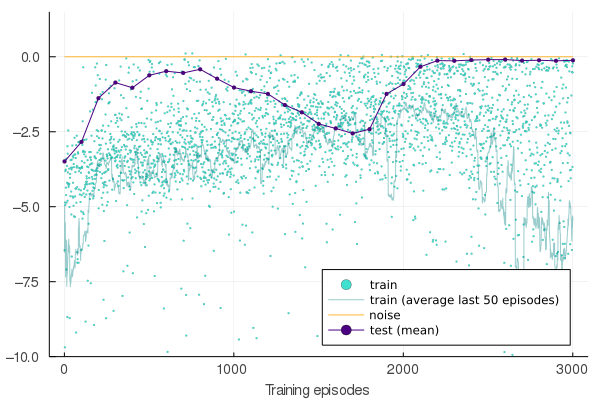 0.0
−2.5
−5.0
−7.5
−10.0
train
train (average last 50 episodes)
noise
test (mean)
0
1000
2000
3000
Training episodes